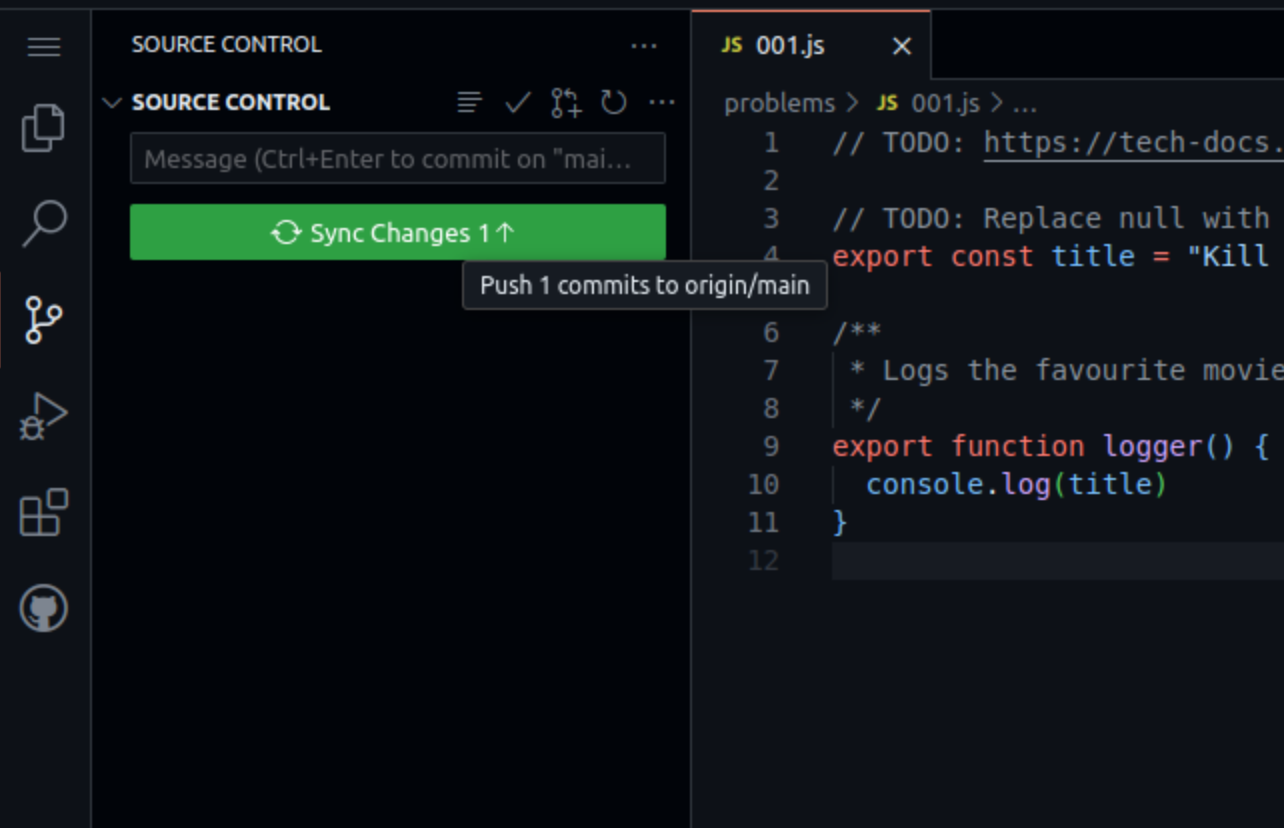 SOURCE CONTROL
SOURCE CONTROL
Message (Ctrl+Enter to commit on "mai...
Sync Changes 1↑
Push 1 commits to origin/main
JS 001.js
problems > JS 001.js > ...
1 // TODO: https://tech-docs.
2
3 // TODO: Replace null with
4 export const title = "Kill
6 /**
7  * Logs the favourite movie
8  */
9 export function logger() {
10   console.log(title)
11 }
12